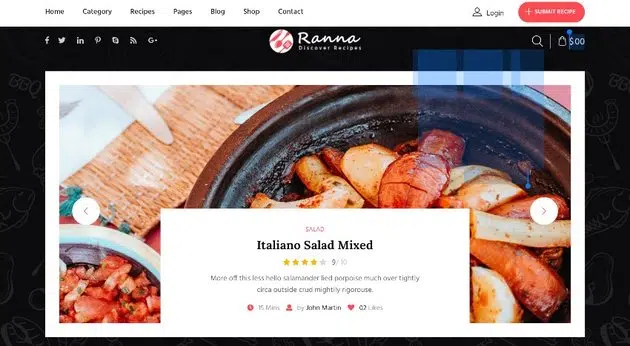 Home Category Recipes Pages Blog Shop Contact Login + SUBMIT RECIPE
Ranna
Discover Recipes
$00
SALAD
Italiano Salad Mixed
9/ 10
More off this less hello salamander lied porpoise much over tightly
circa outside crud mightily rigorouse.
15 Mins by John Martin 02 Likes